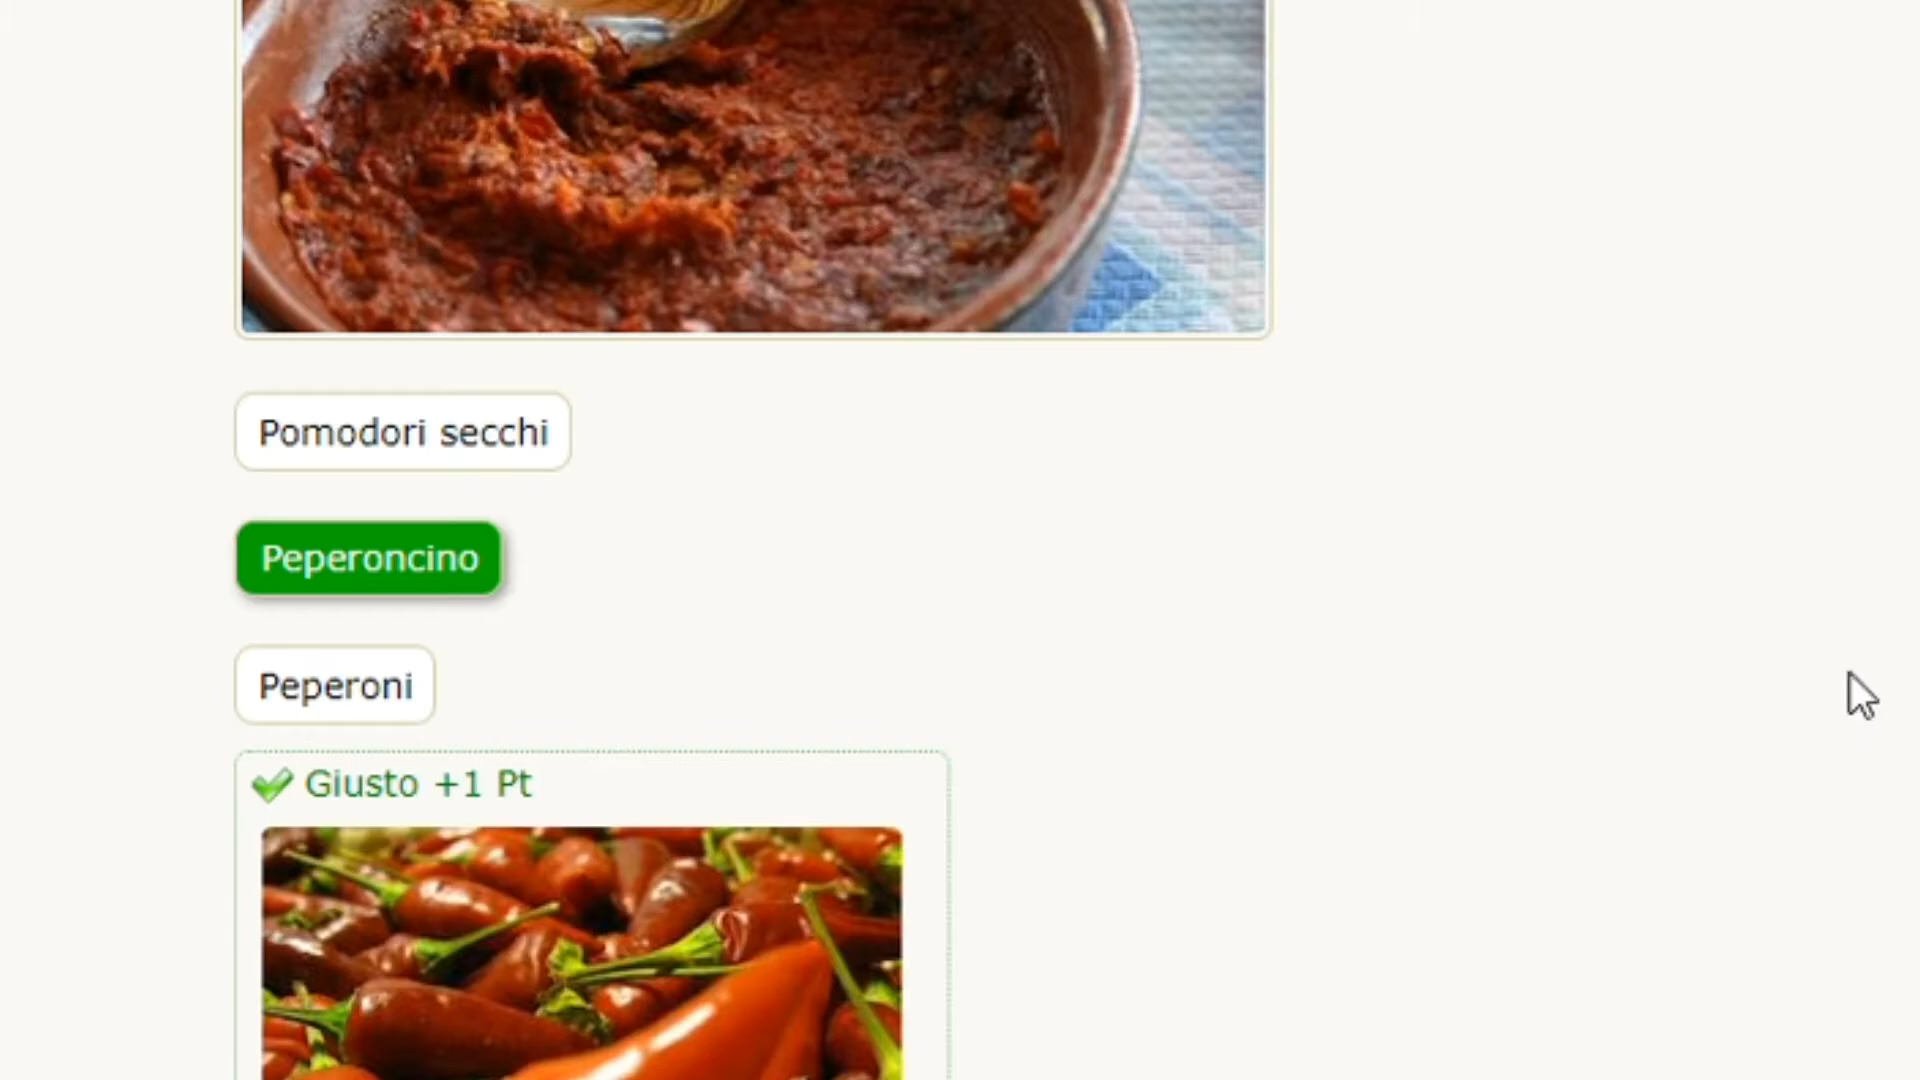 Pomodori secchi
Peperoncino
Peperoni
Giusto +1 Pt